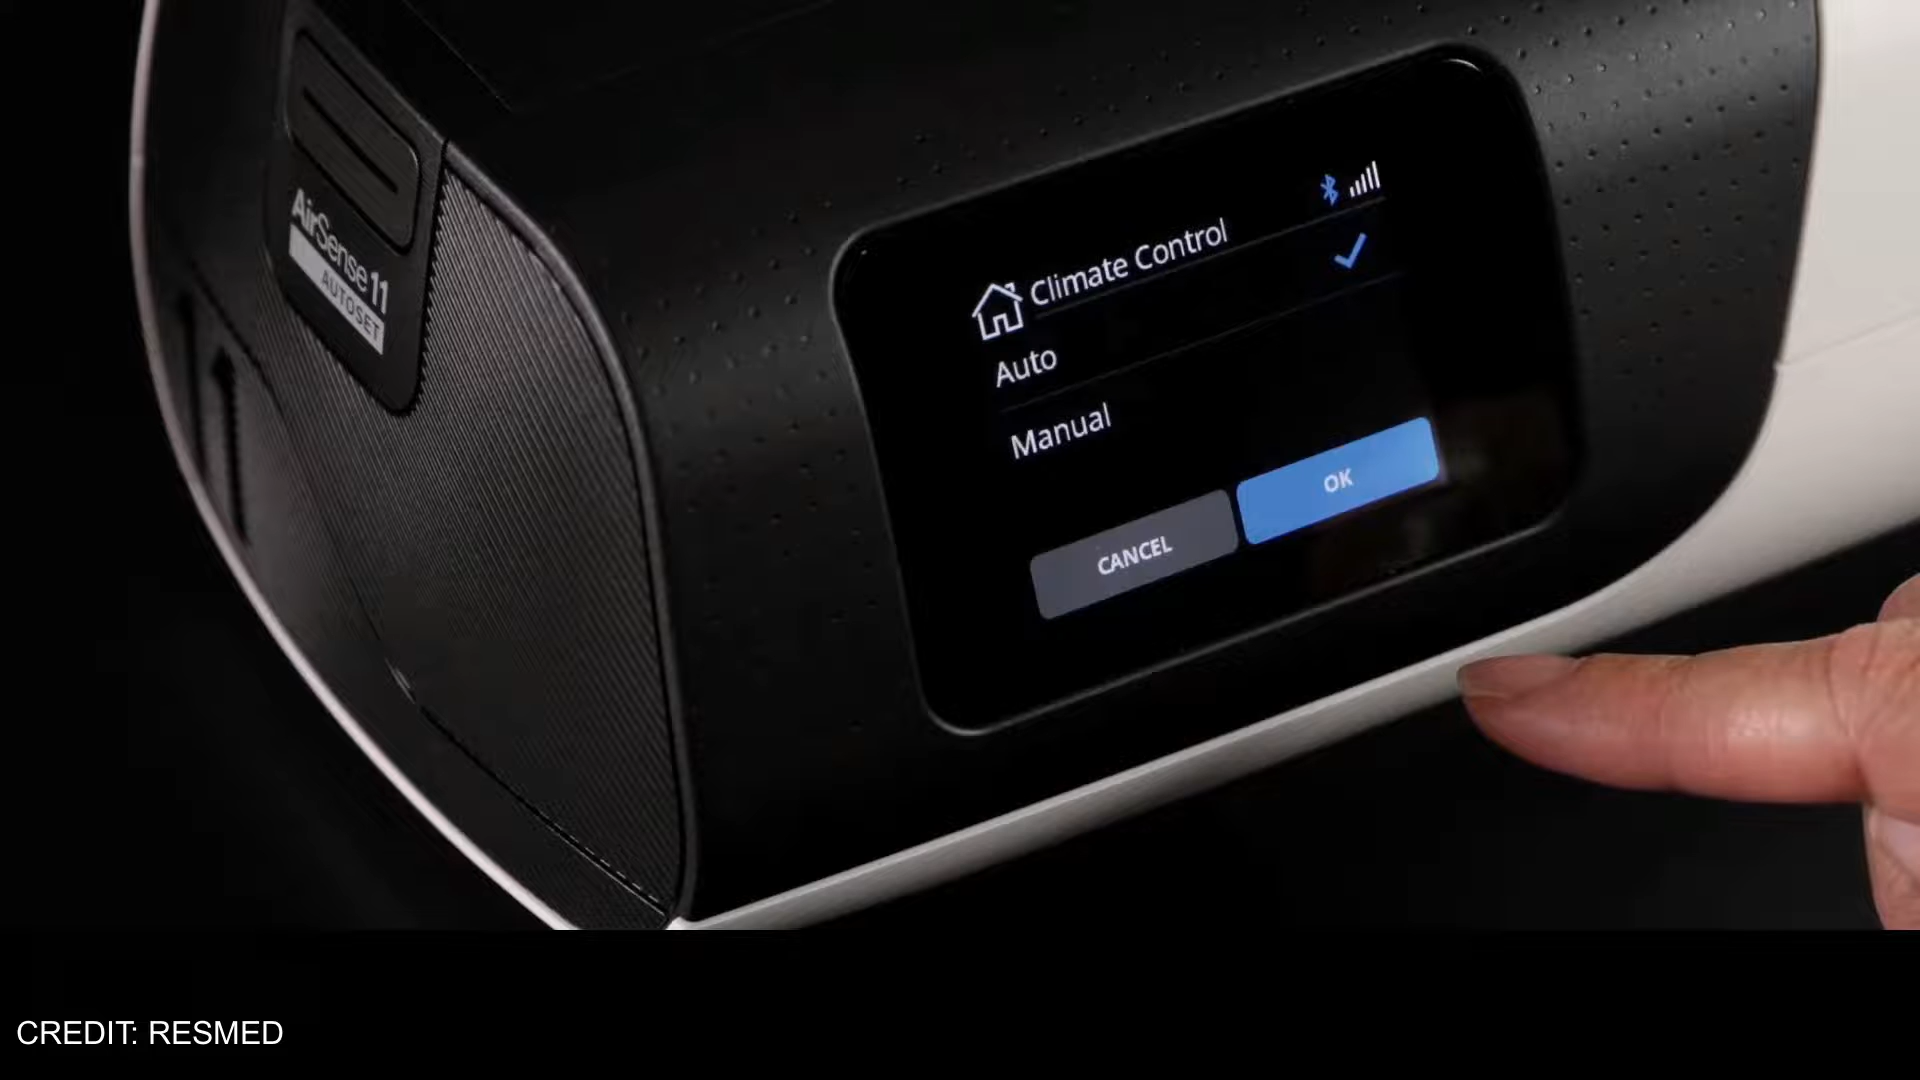 AirSense 11
AUTOSET
Climate Control
Auto
Manual
CANCEL
OK
CREDIT: RESMED